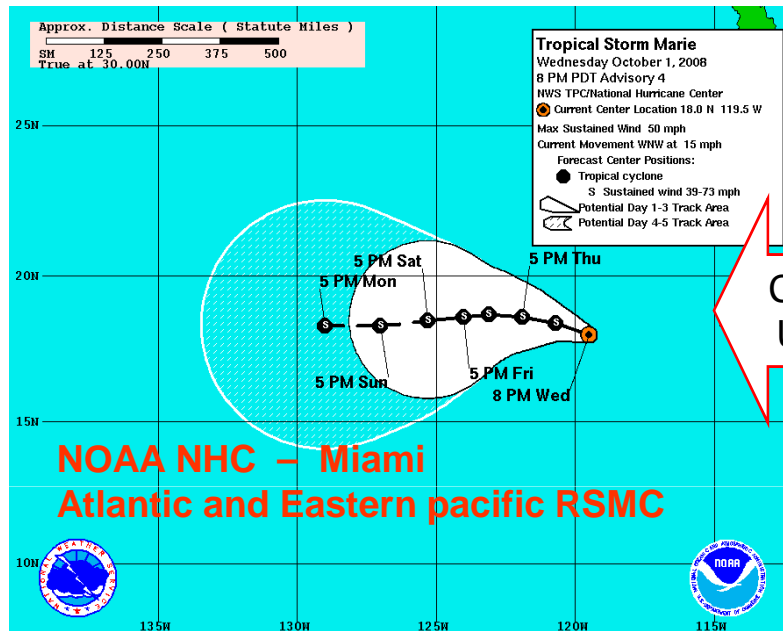 Approx. Distance Scale ( Statute Miles )
SM 125 250 375 500
True at 30.00N
Tropical Storm Marie
Wednesday October 1, 2008
8 PM PDT Advisory 4
NWS TPC/National Hurricane Center
Current Center Location 18.0 N 119.5 W
Max Sustained Wind 50 mph
Current Movement WNW at 15 mph
Forecast Center Positions:
Tropical cyclone
S Sustained wind 39-73 mph
Potential Day 1-3 Track Area
Potential Day 4-5 Track Area
25N
20N
5 PM Sat
5 PM Thu
5 PM Mon
S S S S S S S
5 PM Sun
5 PM Fri
8 PM Wed
15N
NOAA NHC – Miami
Atlantic and Eastern pacific RSMC
NATIONAL WEATHER SERVICE
NOAA
10N
135W 130W 125W 120W 115W